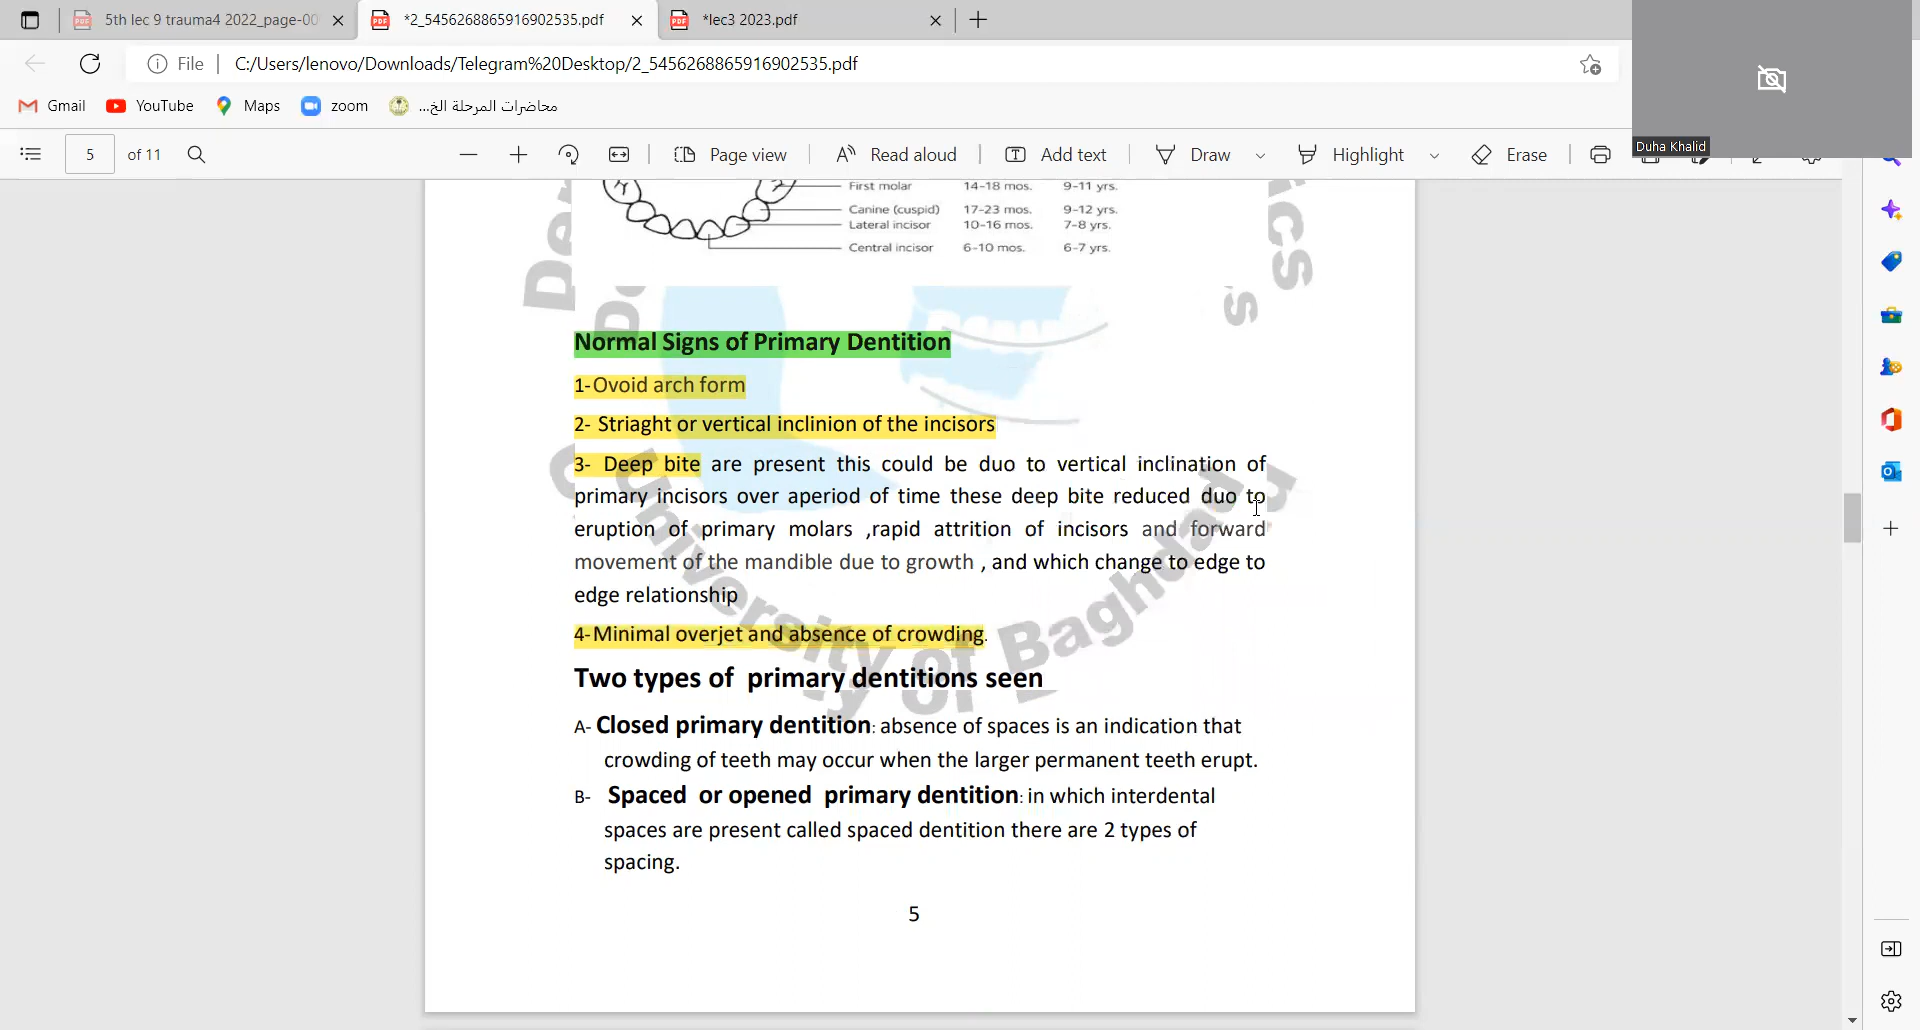 5th lec 9 trauma4 2022_page-00
*2_5456268865916902535.pdf
*lec3 2023.pdf
File
C:/Users/lenovo/Downloads/Telegram%20Desktop/2_5456268865916902535.pdf
Gmail
YouTube
Maps
zoom
محاضرات المرحلة الخ...
Duha Khalid
5
of 11
Page view
Read aloud
Add text
Draw
Highlight
Erase
First molar 14-18 mos. 9-11 yrs.
Canine (cuspid) 17-23 mos. 9-12 yrs.
Lateral incisor 10-16 mos. 7-8 yrs.
Central incisor 6-10 mos. 6-7 yrs.
Normal Signs of Primary Dentition
1-Ovoid arch form
2- Striaght or vertical inclinion of the incisors
3- Deep bite are present this could be duo to vertical inclination of
primary incisors over aperiod of time these deep bite reduced duo to
eruption of primary molars ,rapid attrition of incisors and forward
movement of the mandible due to growth , and which change to edge to
edge relationship
4-Minimal overjet and absence of crowding.
Two types of primary dentitions seen
A- Closed primary dentition: absence of spaces is an indication that
crowding of teeth may occur when the larger permanent teeth erupt.
B- Spaced or opened primary dentition: in which interdental
spaces are present called spaced dentition there are 2 types of
spacing.
5
University of Baghdad